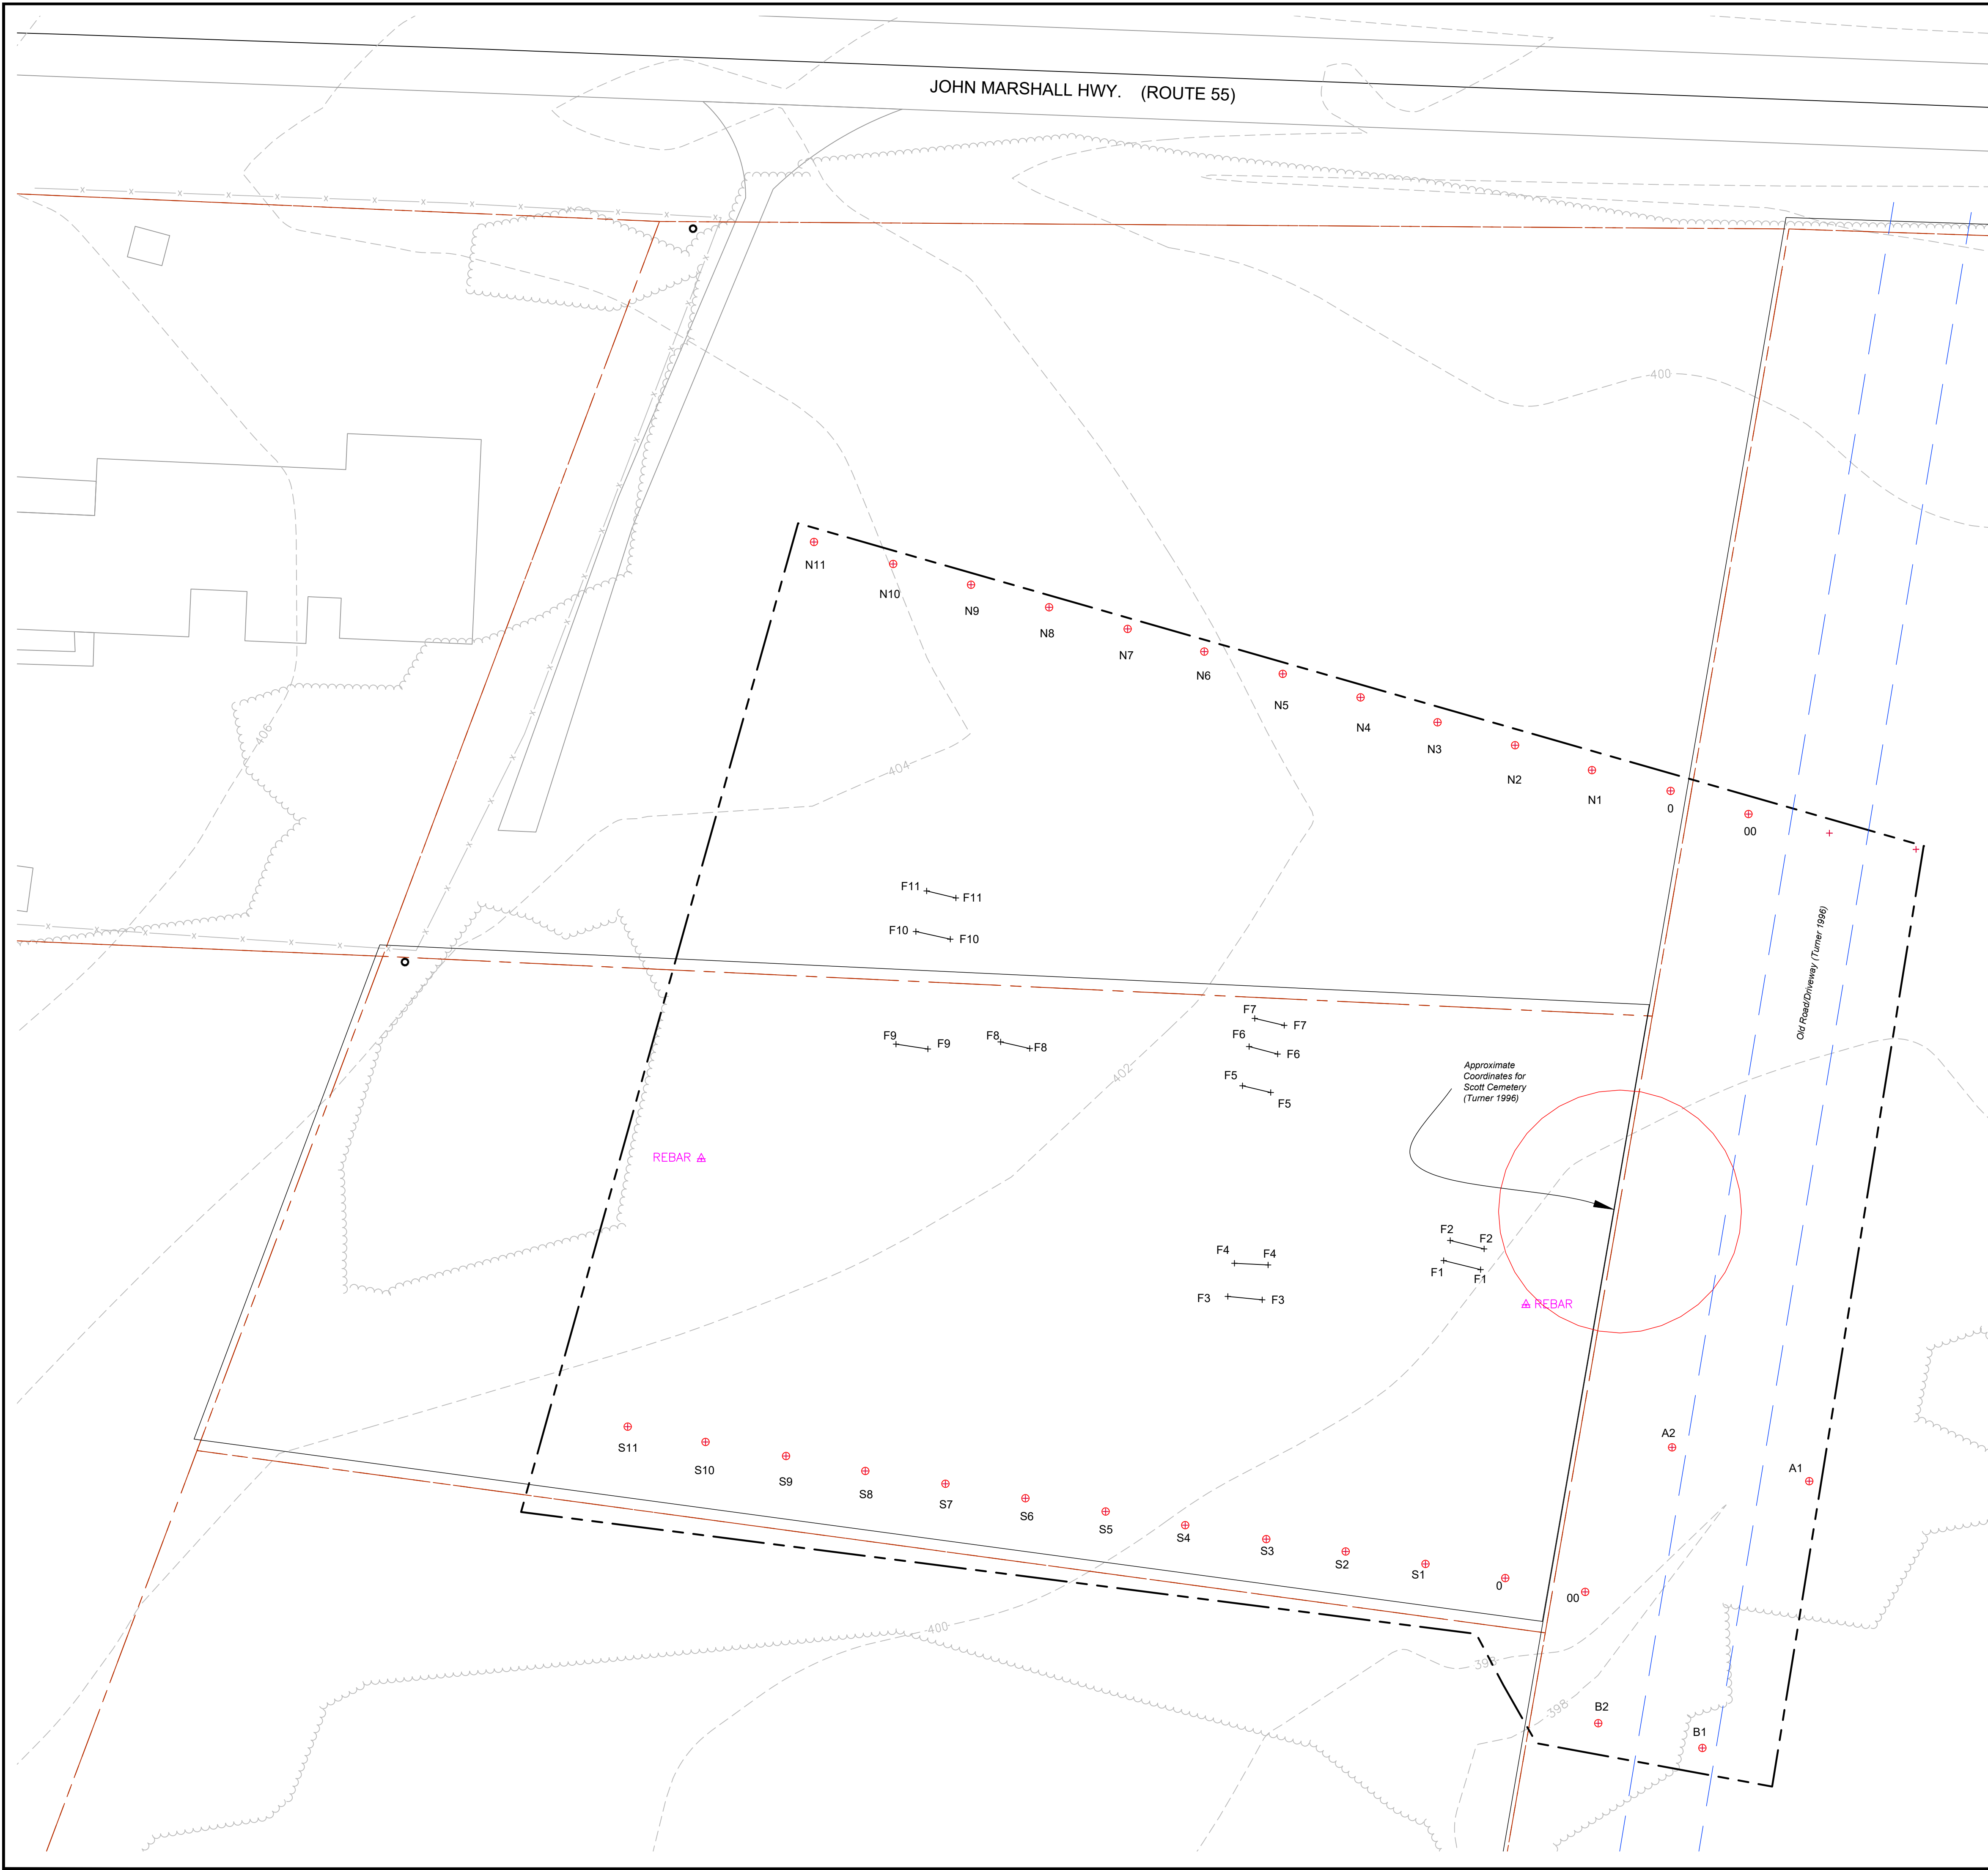 JOHN MARSHALL HWY. (ROUTE 55)
400
N11
N10
N9
N8
N7
N6
N5
N4
N3
N2
N1
0
00
406
404
F11 F11
F10 F10
Old Road/Driveway (Turner 1996)
F7 F7
F6 F6
F9 F9
F8 F8
F5 F5
402
Approximate
Coordinates for
Scott Cemetery
(Turner 1996)
REBAR
F2 F2
F1 F1
F4 F4
F3 F3
REBAR
A2
A1
S11
S10
S9
S8
S7
S6
S5
S4
S3
S2
S1
0
00
400
398
398
B2
B1